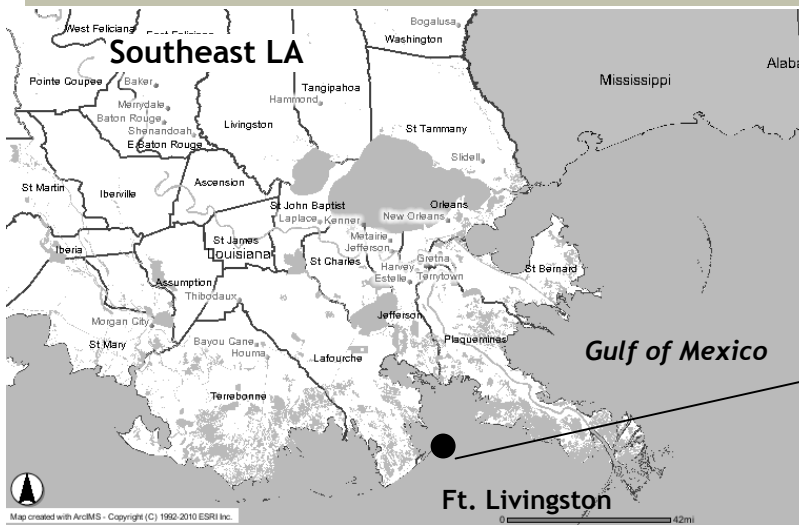 Bogalusa
West Feliciana
Washington
Southeast LA
Alaba
Mississippi
Pointe Coupee
Baker
Tangipahoa
Hammond
Merrydale
Baton Rouge
Livingston
Shenandoah
St Tammany
E Baton Rouge
Slidell
St Martin
Iberville
Ascension
St John Baptist
Orleans
Laplace
Kenner
New Orleans
Metairie
St James
Jefferson
Iberia
Louisiana
St Charles
Gretna
Harvey
St Bernard
Assumption
Estelle
Terrytown
Thibodaux
Morgan City
Jefferson
St Mary
Bayou Cane
Plaquemines
Houma
Lafourche
Gulf of Mexico
Terrebonne
Ft. Livingston
Map created with ArcIMS - Copyright (C) 1992-2010 ESRI Inc.
0 42mi